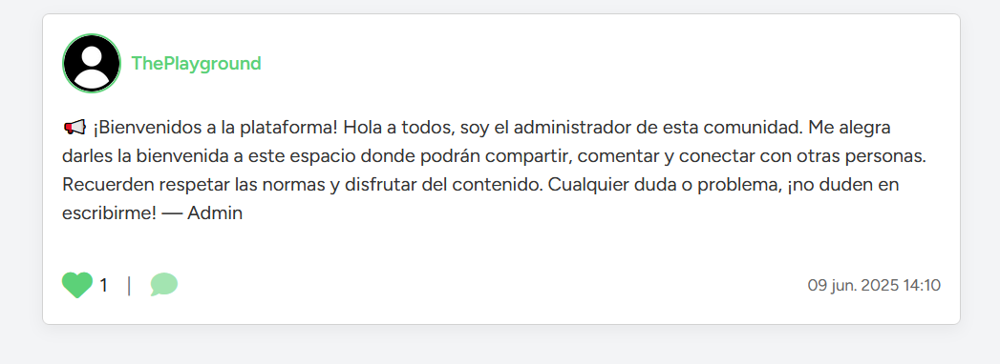 ThePlayground
📢 ¡Bienvenidos a la plataforma! Hola a todos, soy el administrador de esta comunidad. Me alegra
darles la bienvenida a este espacio donde podrán compartir, comentar y conectar con otras personas.
Recuerden respetar las normas y disfrutar del contenido. Cualquier duda o problema, ¡no duden en
escribirme! — Admin
1 |
09 jun. 2025 14:10